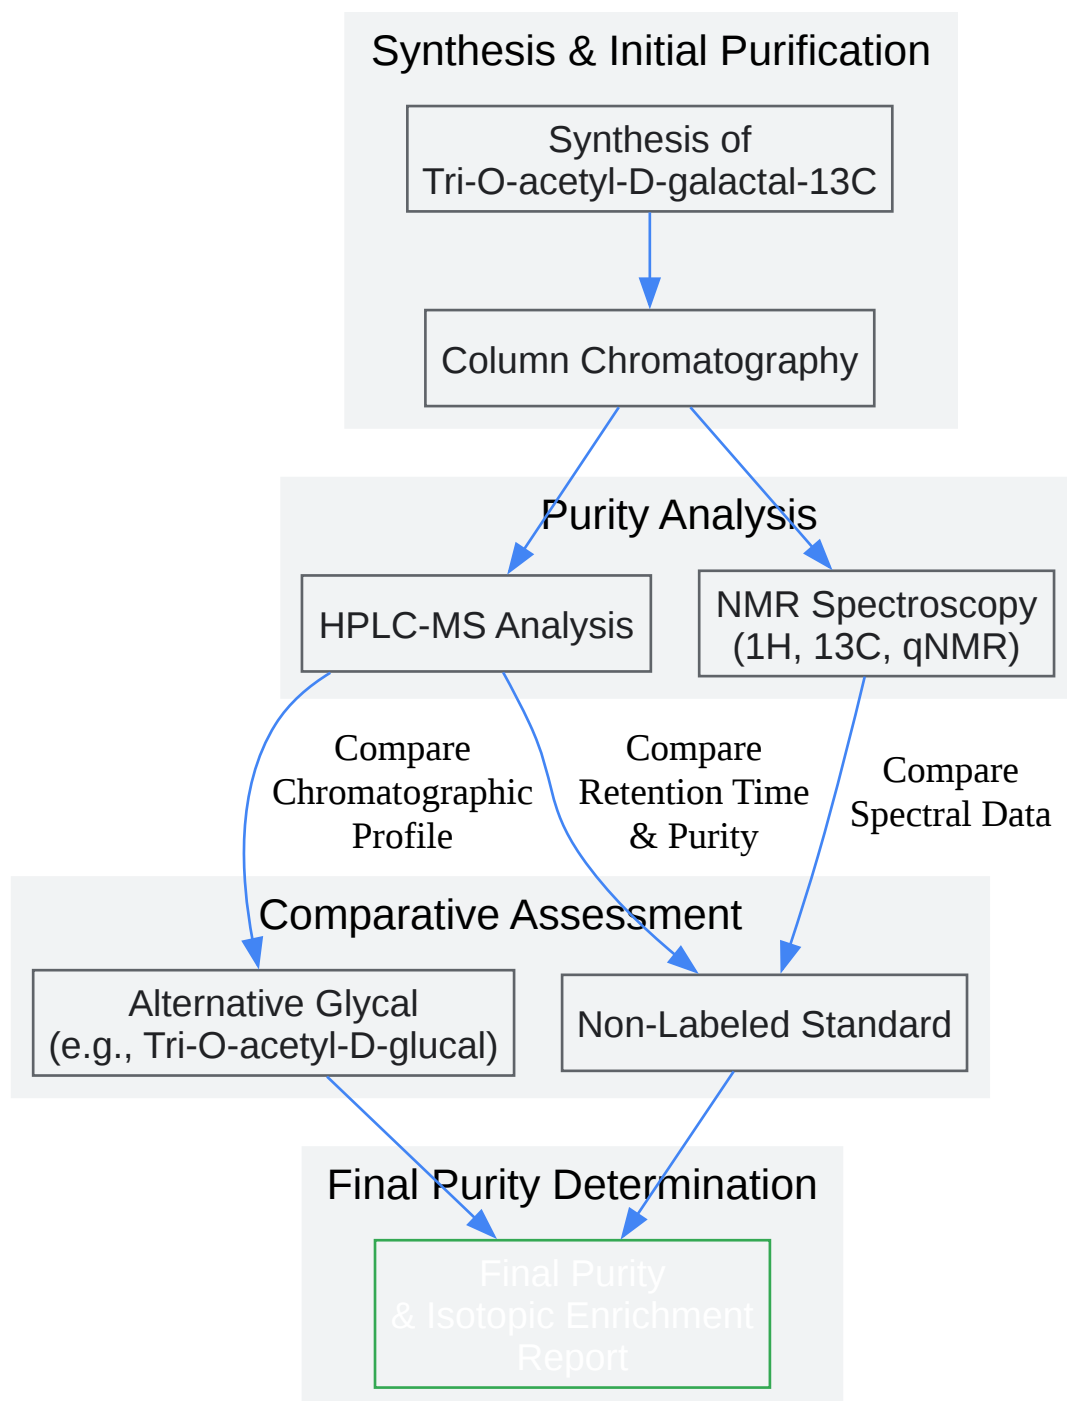 Synthesis & Initial Purification
Synthesis of
Tri-O-acetyl-D-galactal-13C
Column Chromatography
Purity Analysis
HPLC-MS Analysis
NMR Spectroscopy
(1H, 13C, qNMR)
Compare
Chromatographic
Profile
Compare
Retention Time
& Purity
Compare
Spectral Data
Comparative Assessment
Alternative Glycal
(e.g., Tri-O-acetyl-D-glucal)
Non-Labeled Standard
Final Purity Determination
Final Purity
& Isotopic Enrichment
Report